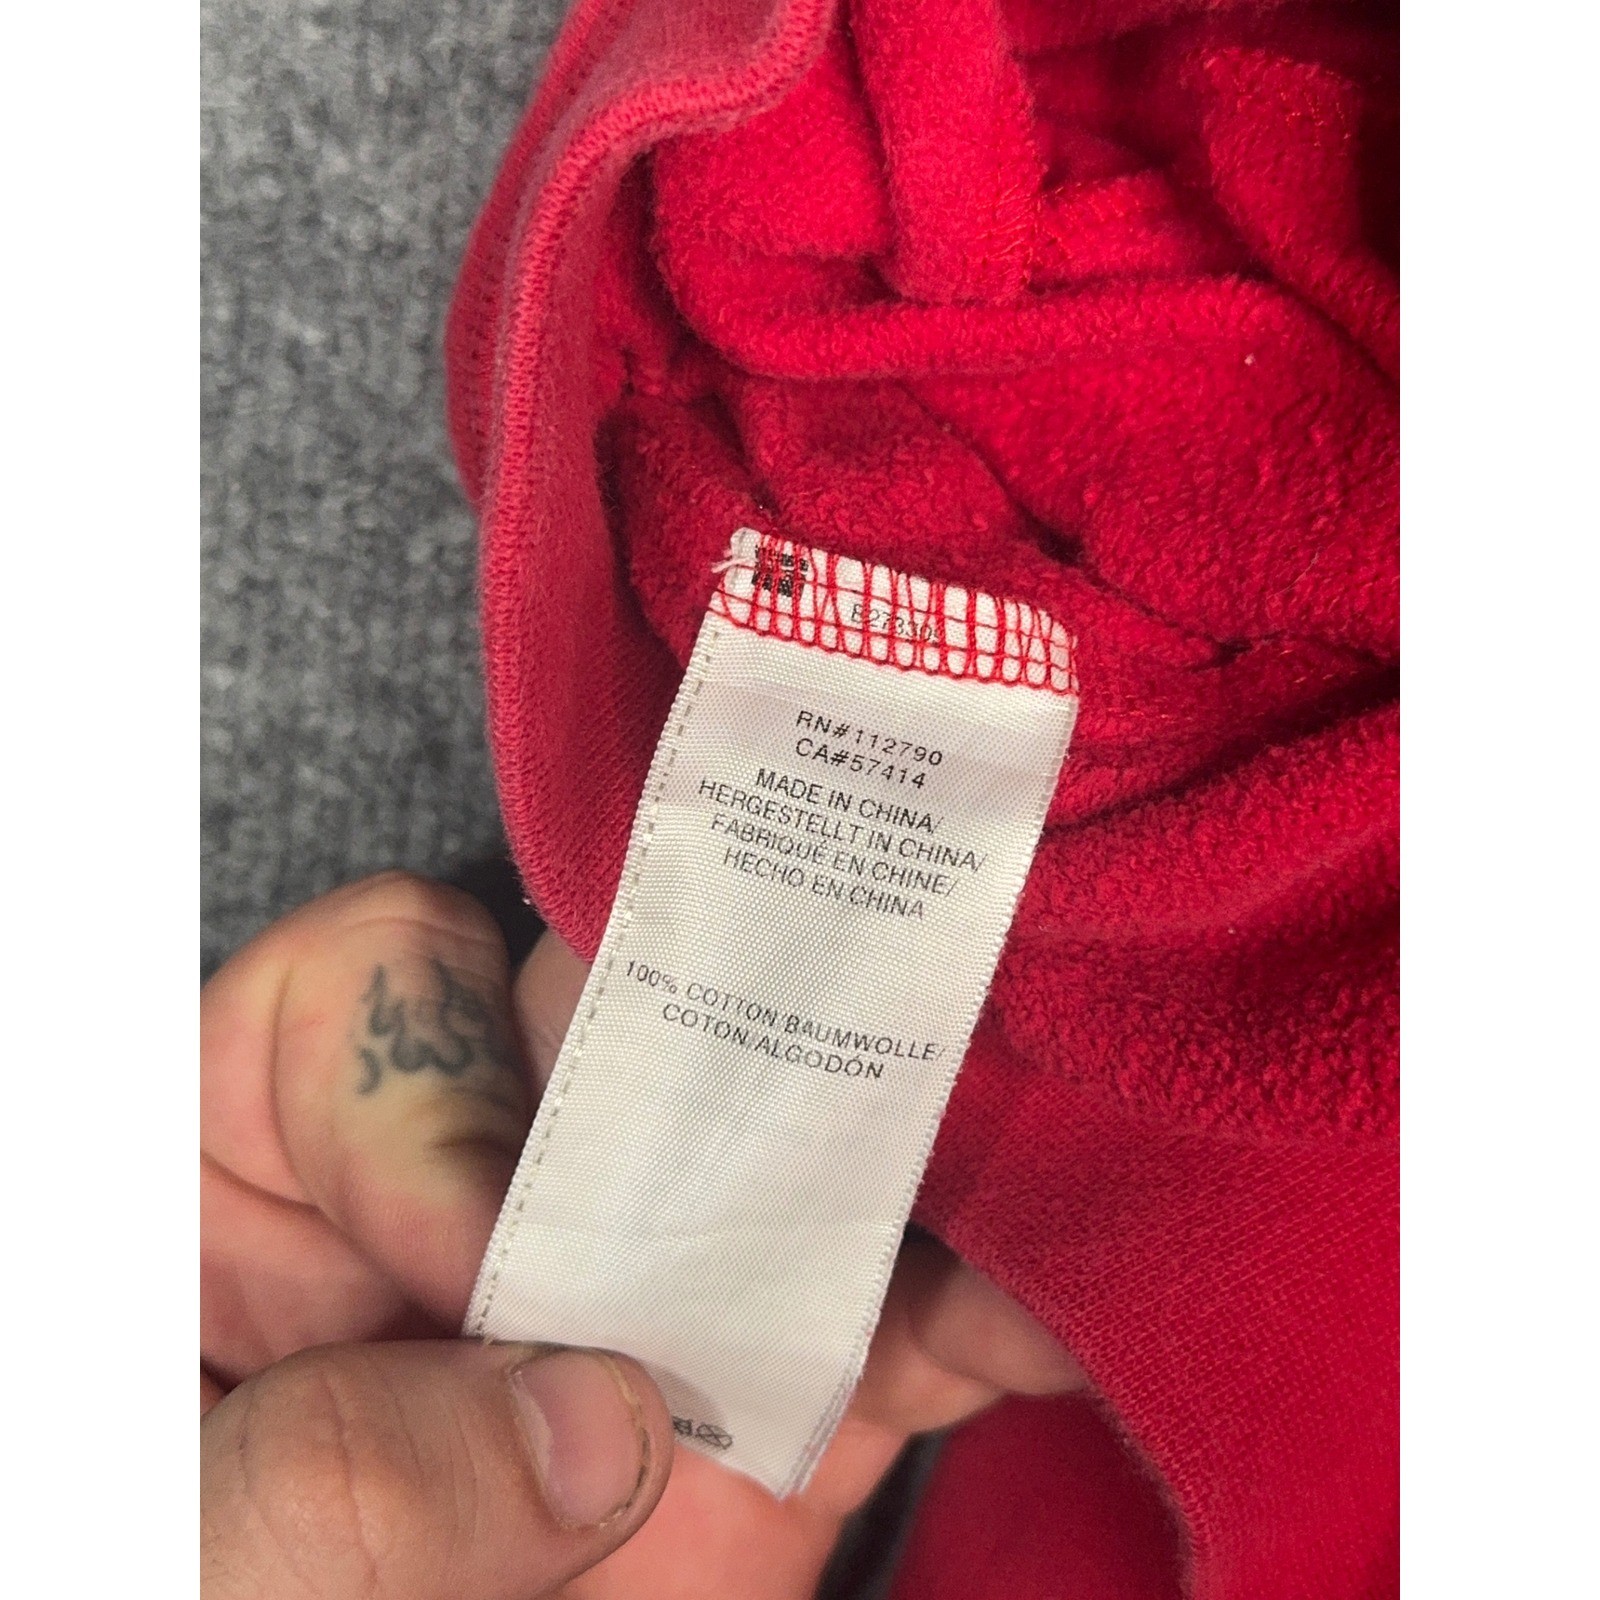 RN#112790
CA#57414
MADE IN CHINA/
HERGESTELLT IN CHINA/
FABRIQUÉ EN CHINE/
HECHO EN CHINA
100% COTTON/BAUMWOLLE/
COTON/ALGODÓN